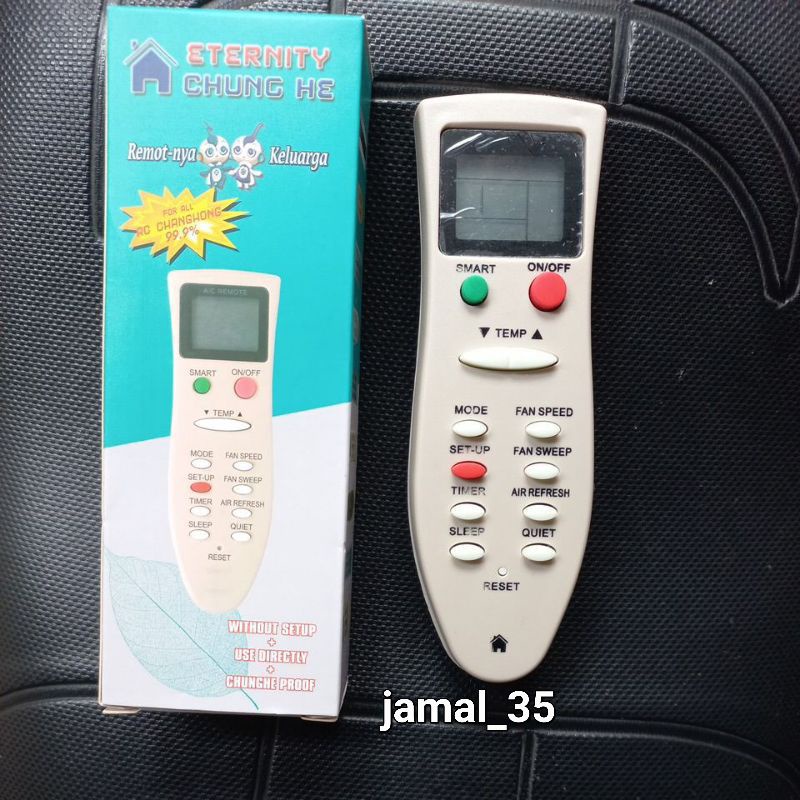 ETERNITY
CHUNG HE
Remot-nya Keluarga
FOR ALL
AC CHANGHONG
99.9%
A/C REMOTE
SMART ON/OFF
▼ TEMP ▲
MODE FAN SPEED
SET-UP FAN SWEEP
TIMER AIR REFRESH
SLEEP QUIET
RESET
WITHOUT SETUP
+
USE DIRECTLY
+
CHUNGHE PROOF
SMART ON/OFF
▼ TEMP ▲
MODE FAN SPEED
SET-UP FAN SWEEP
TIMER AIR REFRESH
SLEEP QUIET
RESET
jamal_35